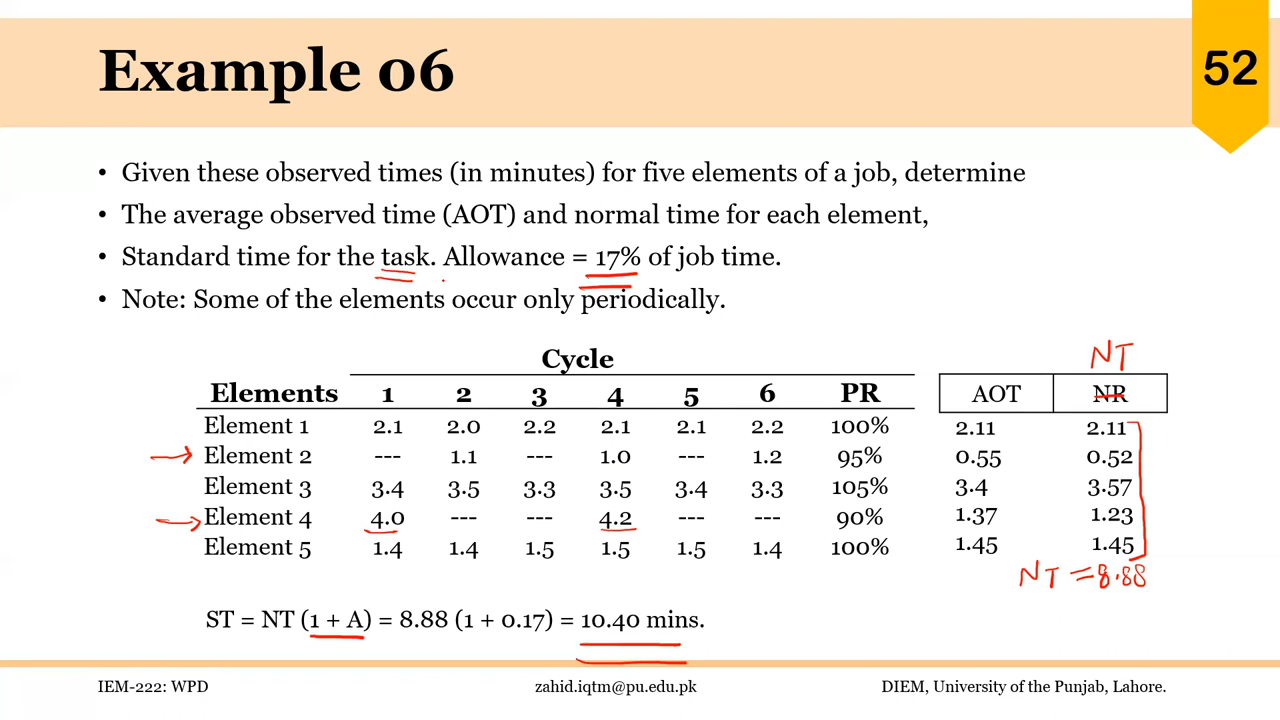 Example 06
52
• Given these observed times (in minutes) for five elements of a job, determine
• The average observed time (AOT) and normal time for each element,
• Standard time for the task. Allowance = 17% of job time.
• Note: Some of the elements occur only periodically.
Cycle
NT
Elements 1 2 3 4 5 6 PR AOT NR
Element 1 2.1 2.0 2.2 2.1 2.1 2.2 100% 2.11 2.11
Element 2 --- 1.1 --- 1.0 --- 1.2 95% 0.55 0.52
Element 3 3.4 3.5 3.3 3.5 3.4 3.3 105% 3.4 3.57
Element 4 4.0 --- --- 4.2 --- --- 90% 1.37 1.23
Element 5 1.4 1.4 1.5 1.5 1.5 1.4 100% 1.45 1.45
NT = 8.88
ST = NT (1 + A) = 8.88 (1 + 0.17) = 10.40 mins.
IEM-222: WPD zahid.iqtm@pu.edu.pk DIEM, University of the Punjab, Lahore.